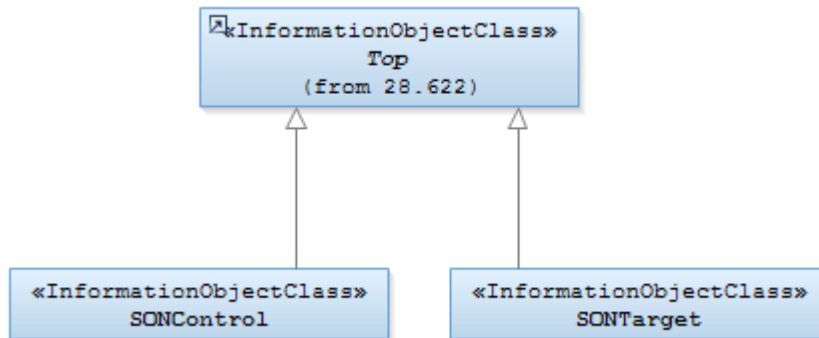 «InformationObjectClass»
Top
(from 28.622)
«InformationObjectClass»
SONControl
«InformationObjectClass»
SONTarget